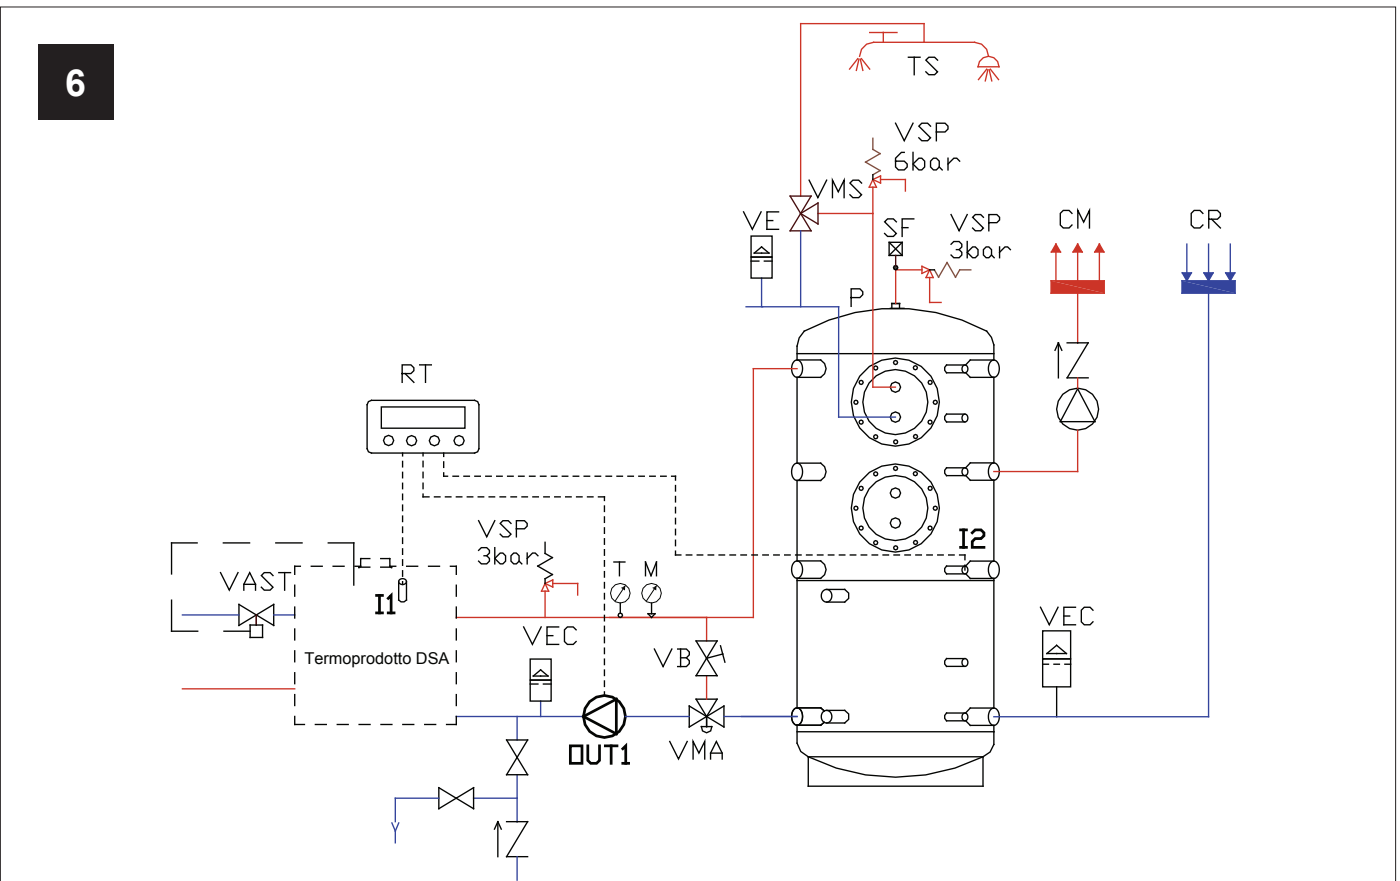 6
TS
VSP
6bar
VMS
VE
SF
VSP
3bar
CM
CR
P
RT
VSP
3bar
I2
T
M
VAST
I1
VEC
VEC
Termoprodotto DSA
VB
OUT1
VMA